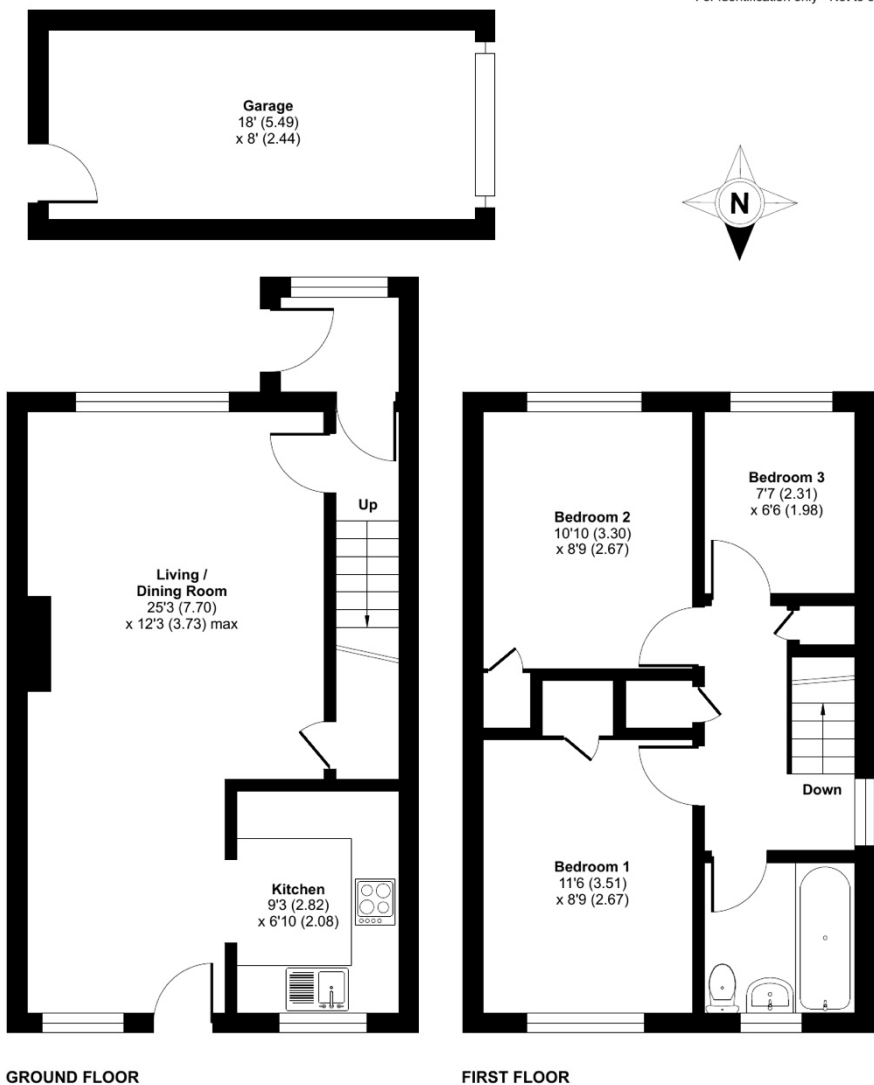 Garage
18' (5.49)
x 8' (2.44)
N
Up
Living /
Dining Room
25'3 (7.70)
x 12'3 (3.73) max
Kitchen
9'3 (2.82)
x 6'10 (2.08)
GROUND FLOOR
Bedroom 2
10'10 (3.30)
x 8'9 (2.67)
Bedroom 3
7'7 (2.31)
x 6'6 (1.98)
Down
Bedroom 1
11'6 (3.51)
x 8'9 (2.67)
FIRST FLOOR